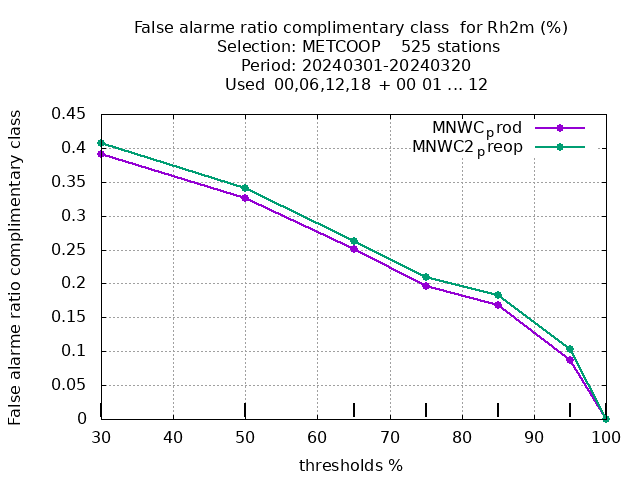 False alarme ratio complimentary class  for Rh2m (%)
Selection: METCOOP    525 stations
Period: 20240301-20240320
Used  00,06,12,18 + 00 01 ... 12
False alarme ratio complimentary class
0.45
0.4
0.35
0.3
0.25
0.2
0.15
0.1
0.05
0
MNWCprod
MNWC2preop
30 40 50 60 70 80 90 100
thresholds %